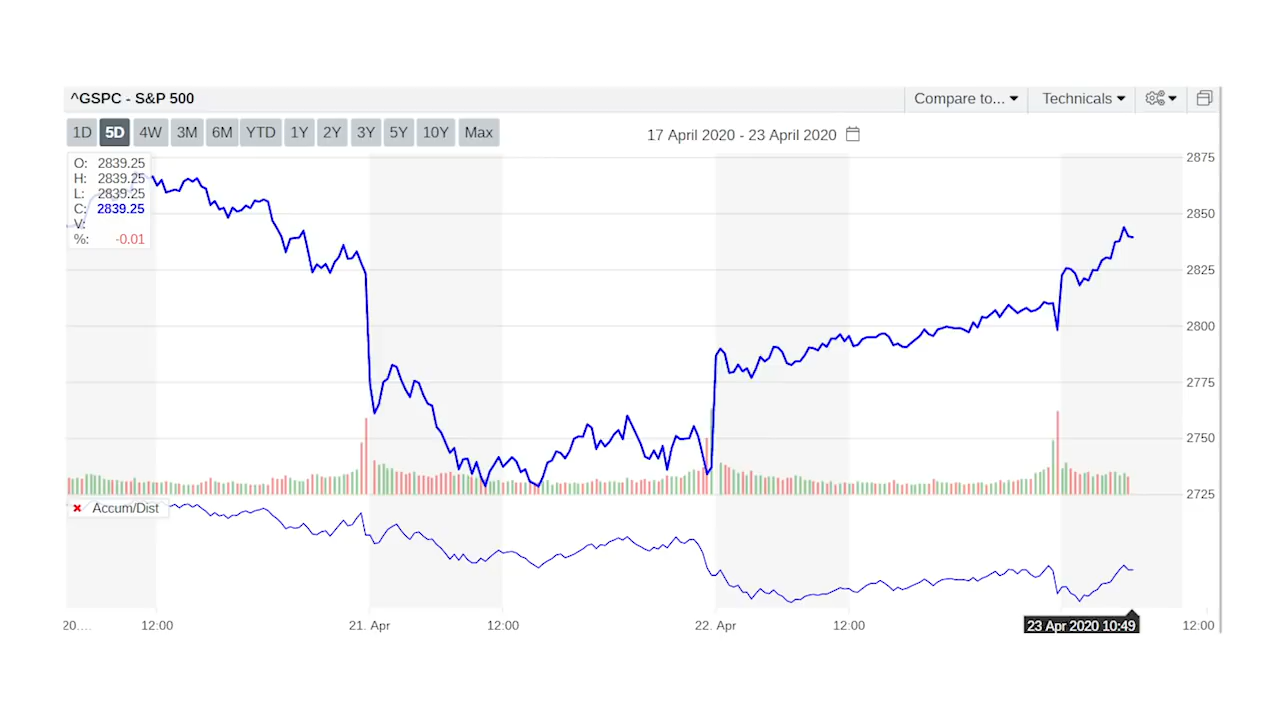 ^GSPC - S&P 500
Compare to...
Technicals
1D 5D 4W 3M 6M YTD 1Y 2Y 3Y 5Y 10Y Max
17 April 2020 - 23 April 2020
O: 2839.25
H: 2839.25
L: 2839.25
C: 2839.25
V:
%: -0.01
2875
2850
2825
2800
2775
2750
2725
Accum/Dist
20.... 12:00 21. Apr 12:00 22. Apr 12:00 23 Apr 2020 10:49 12:00